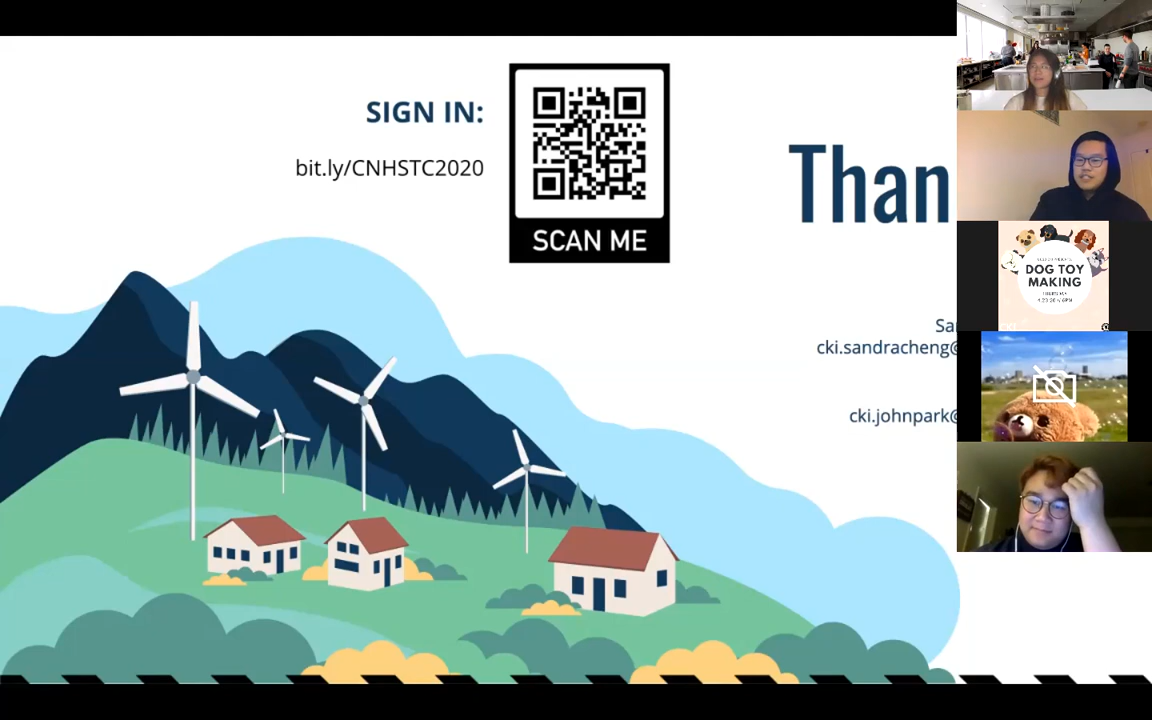 SIGN IN:
bit.ly/CNHSTC2020
SCAN ME
Than
Sa
cki.sandracheng@
cki.johnpark@
DOG TOY
MAKING